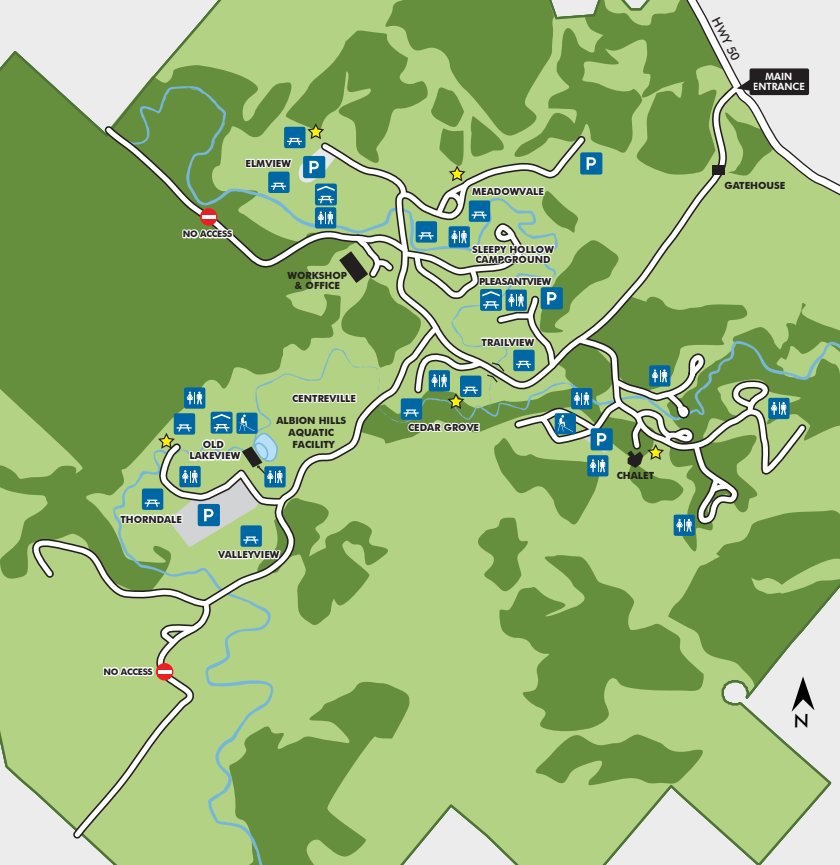 HWY 50
MAIN
ENTRANCE
P
P
ELMVIEW
GATEHOUSE
MEADOWVALE
NO ACCESS
SLEEPY HOLLOW
CAMPGROUND
WORKSHOP
& OFFICE
PLEASANTVIEW
P
TRAILVIEW
CENTREVILLE
ALBION HILLS
AQUATIC
FACILITY
CEDAR GROVE
OLD
LAKEVIEW
P
CHALET
THORNDALE
P
VALLEYVIEW
NO ACCESS
N